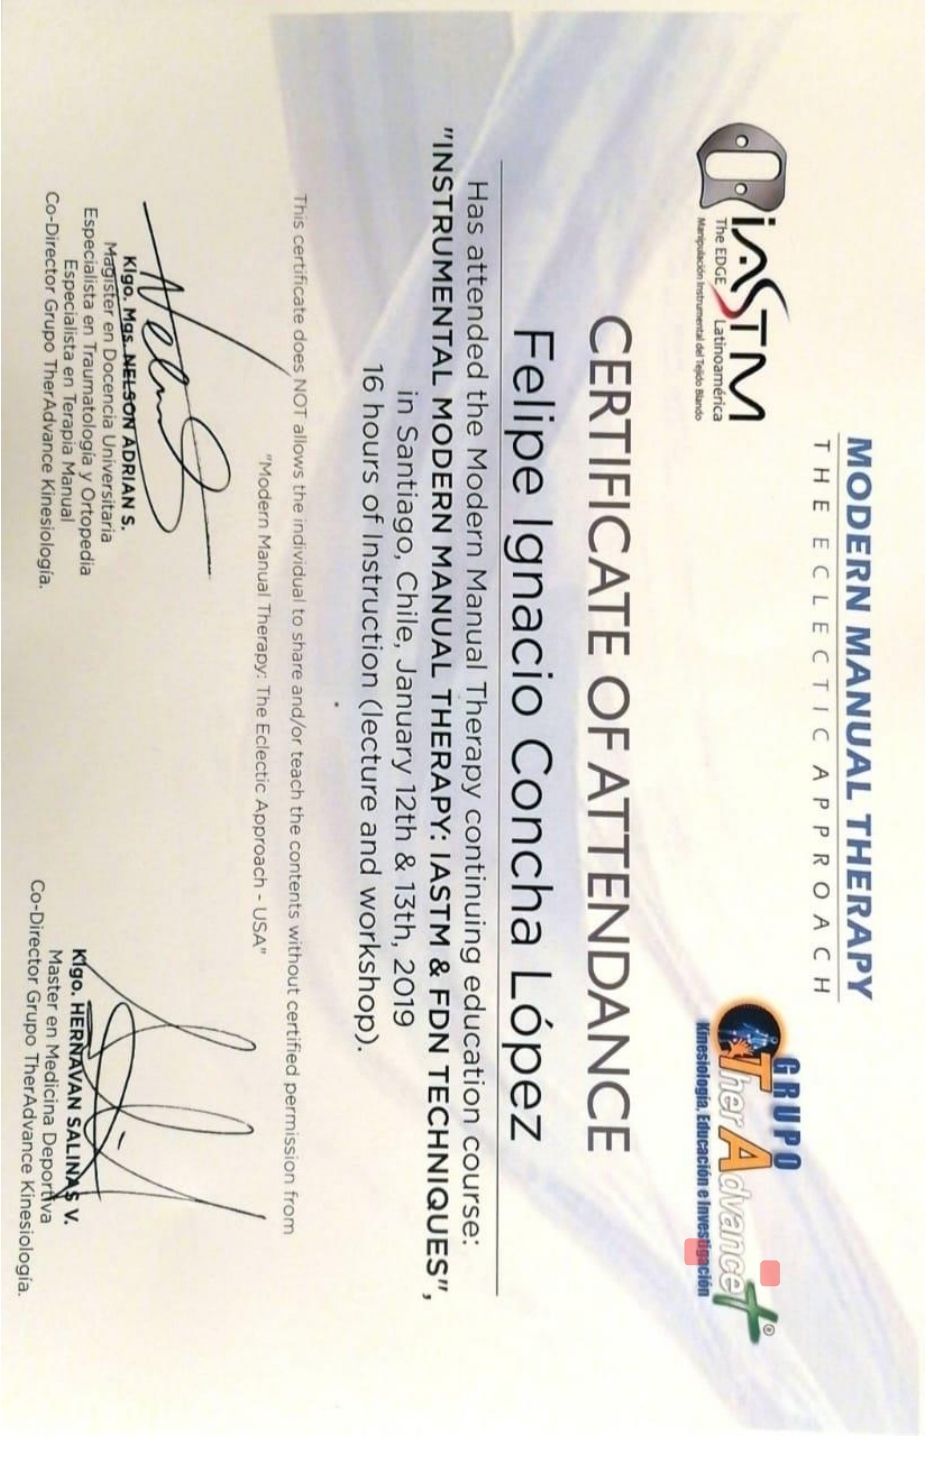 MODERN MANUAL THERAPY
THE ECLECTIC APPROACH
iASTM
The EDGE Latinoamérica
Manipulación Instrumental del Tejido Blando
GRUPO
TherAdvance
®
Kinesiología, Educación e Investigación
CERTIFICATE OF ATTENDANCE
Felipe Ignacio Concha López
Has attended the Modern Manual Therapy continuing education course:
"INSTRUMENTAL MODERN MANUAL THERAPY: IASTM & FDN TECHNIQUES",
in Santiago, Chile, January 12th & 13th, 2019
16 hours of Instruction (lecture and workshop).
This certificate does NOT allows the individual to share and/or teach the contents without certified permission from
"Modern Manual Therapy: The Eclectic Approach - USA"
Klgo. Mgs. NELSON ADRIAN S.
Magíster en Docencia Universitaria
Especialista en Traumatología y Ortopedia
Especialista en Terapia Manual
Co-Director Grupo TherAdvance Kinesiología.
Klgo. HERNAVAN SALINAS V.
Master en Medicina Deportiva
Co-Director Grupo TherAdvance Kinesiología.